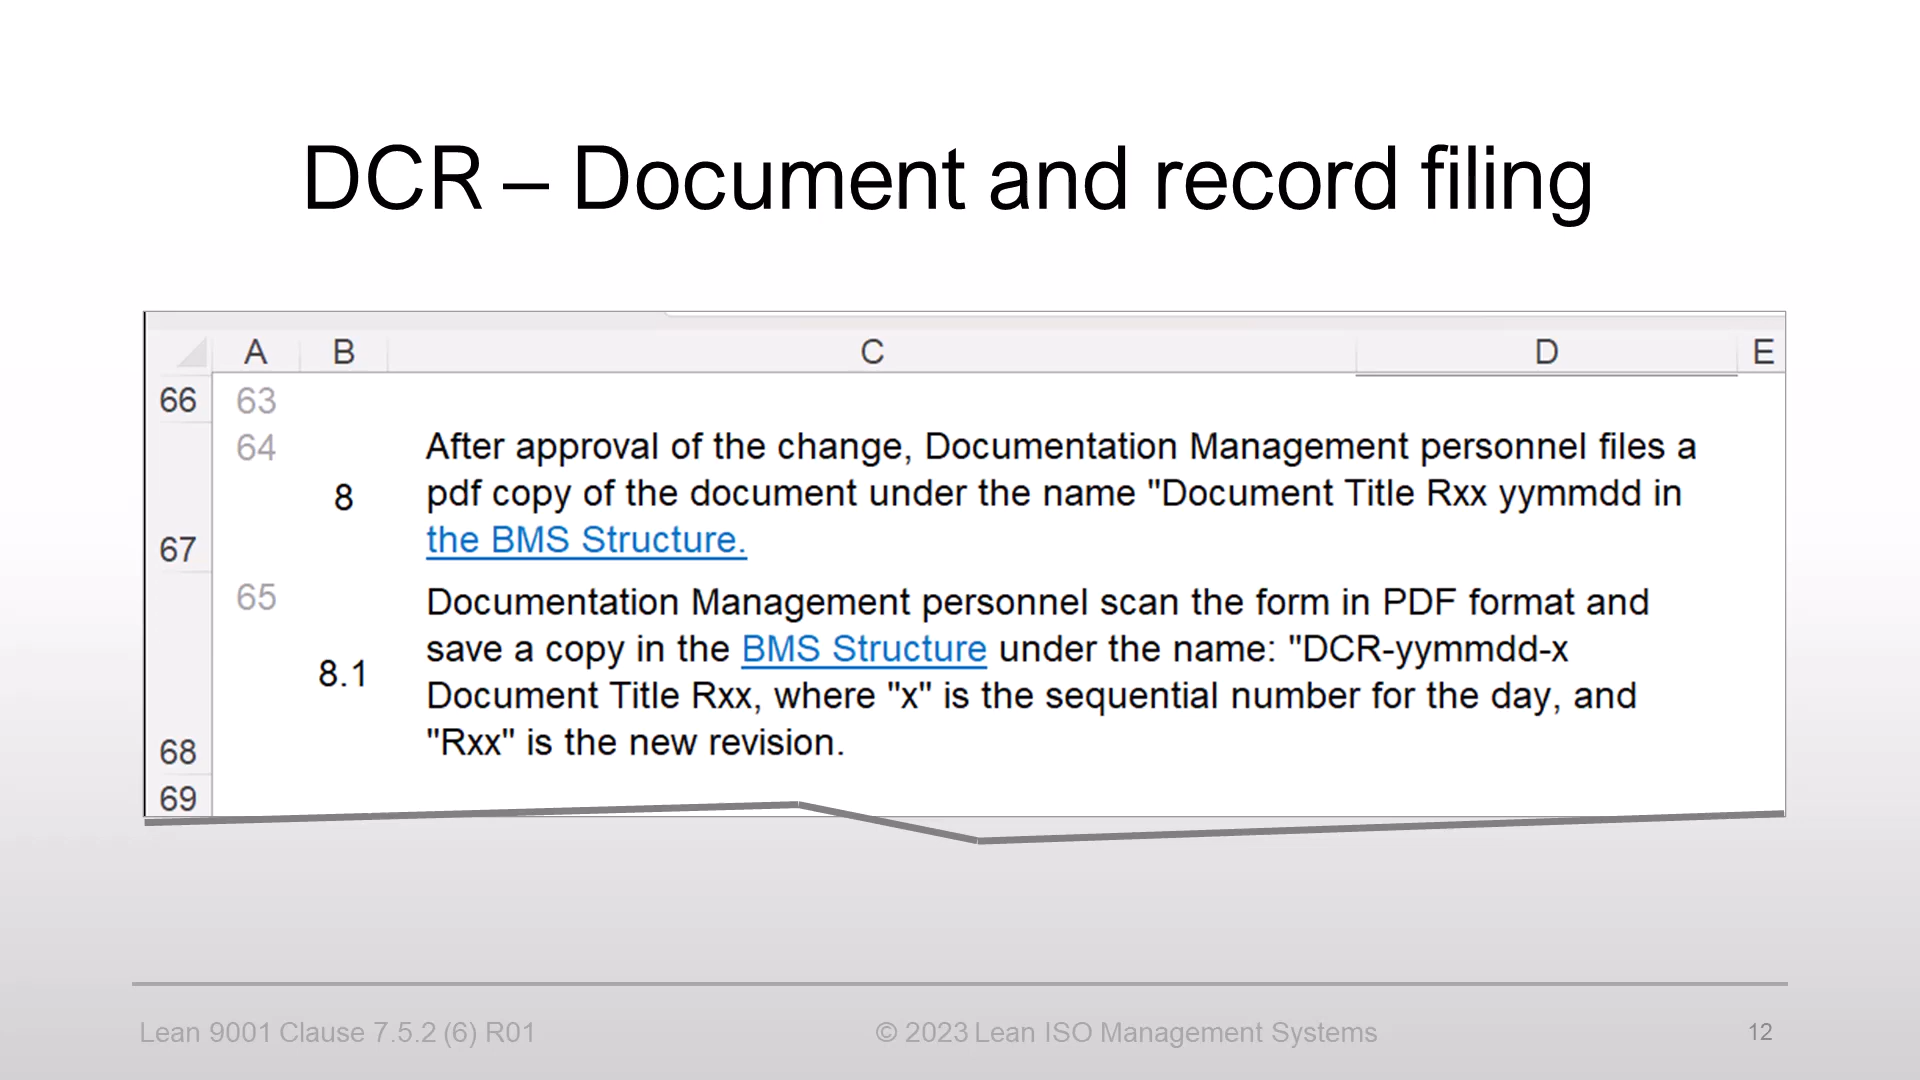 DCR – Document and record filing
A B C D E
66 63
64 After approval of the change, Documentation Management personnel files a
8 pdf copy of the document under the name "Document Title Rxx yymmdd in
67 the BMS Structure.
65 Documentation Management personnel scan the form in PDF format and
save a copy in the BMS Structure under the name: "DCR-yymmdd-x
8.1 Document Title Rxx, where "x" is the sequential number for the day, and
68 "Rxx" is the new revision.
69
Lean 9001 Clause 7.5.2 (6) R01 © 2023 Lean ISO Management Systems 12